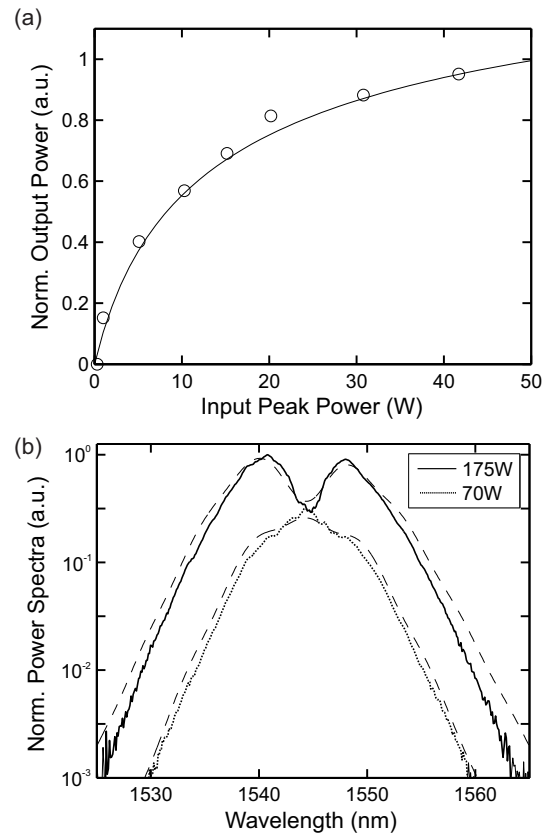 (a)
Norm. Output Power (a.u.)
1
0.8
0.6
0.4
0.2
0
0 10 20 30 40 50
Input Peak Power (W)
(b)
Norm. Power Spectra (a.u.)
10^0
10^-1
10^-2
10^-3
175W
70W
1530 1540 1550 1560
Wavelength (nm)